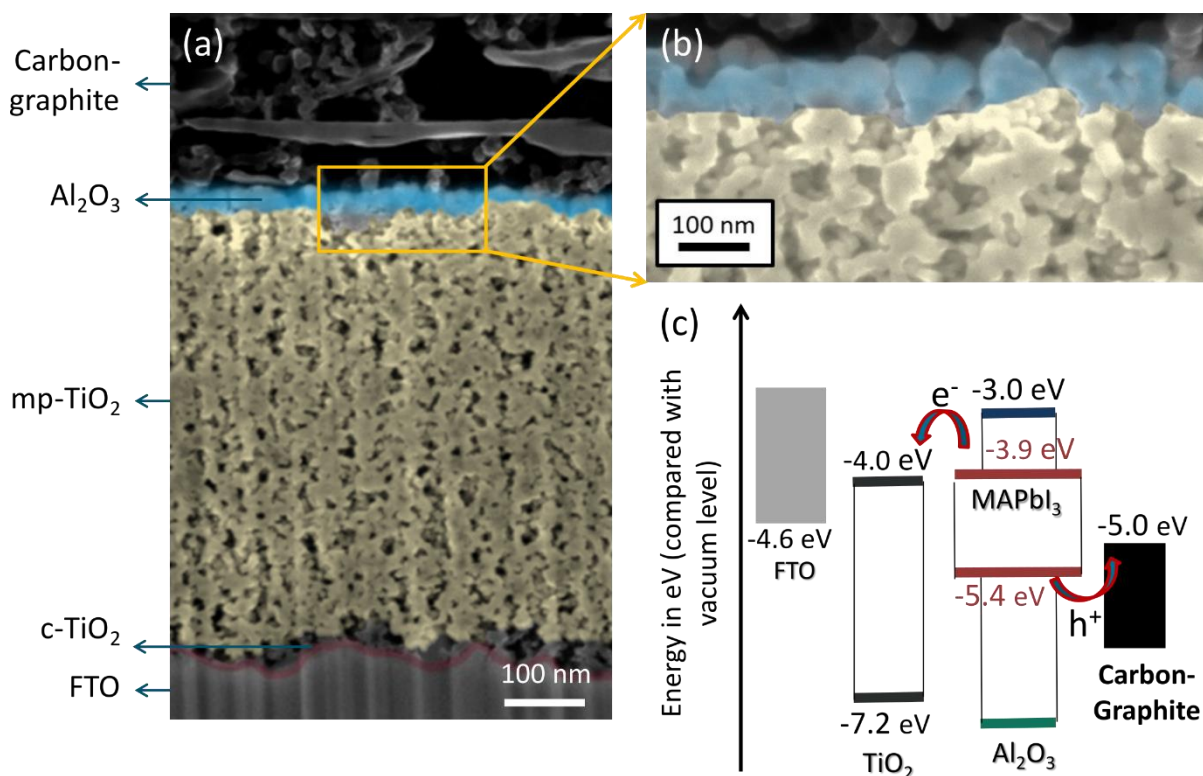 (a)
Carbon-
graphite
Al₂O₃
mp-TiO₂
c-TiO₂
FTO
100 nm
(b)
100 nm
(c)
Energy in eV (compared with
vacuum level)
-4.6 eV
FTO
-4.0 eV
-7.2 eV
TiO₂
e⁻
-3.0 eV
-3.9 eV
MAPbI₃
-5.4 eV
h⁺
Al₂O₃
-5.0 eV
Carbon-
Graphite